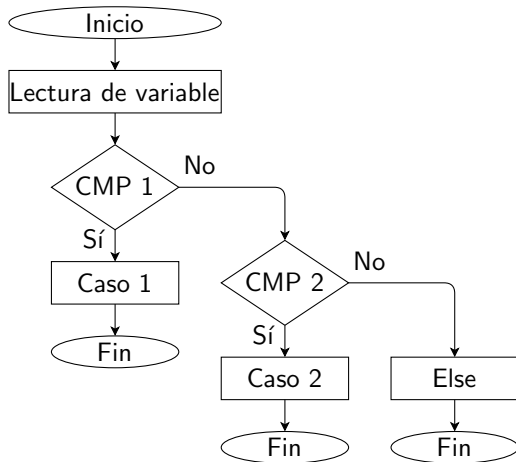 Inicio
Lectura de variable
CMP 1
No
Sí
Caso 1
Fin
CMP 2
No
Sí
Caso 2
Else
Fin
Fin